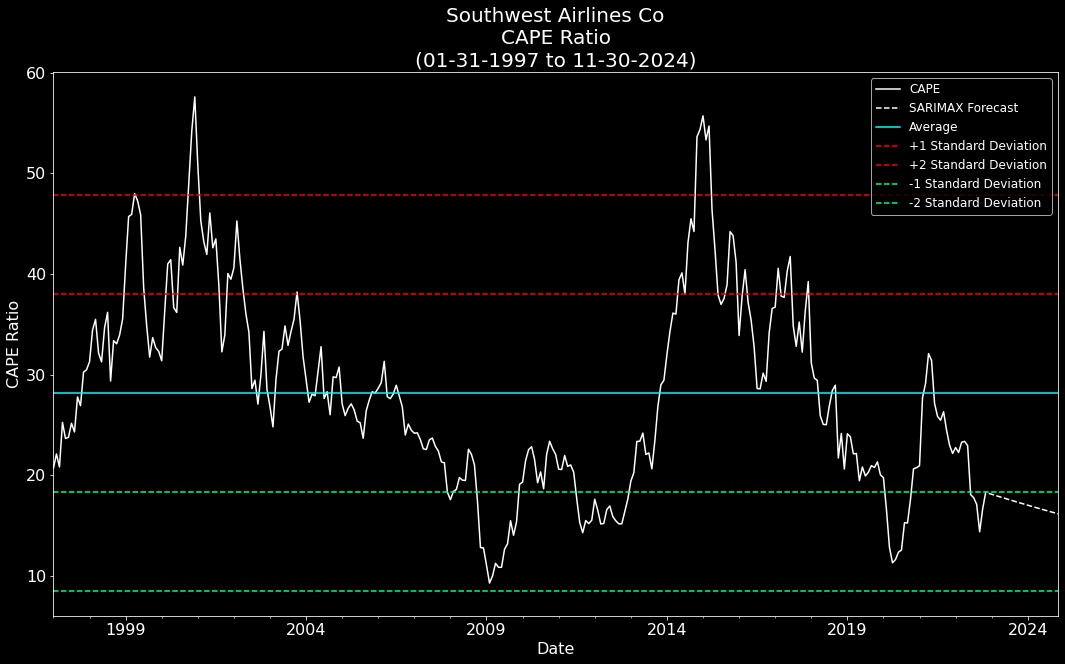 Southwest Airlines Co
CAPE Ratio
(01-31-1997 to 11-30-2024)
CAPE
SARIMAX Forecast
Average
+1 Standard Deviation
+2 Standard Deviation
-1 Standard Deviation
-2 Standard Deviation
CAPE Ratio
60
50
40
30
20
10
1999 2004 2009 2014 2019 2024
Date